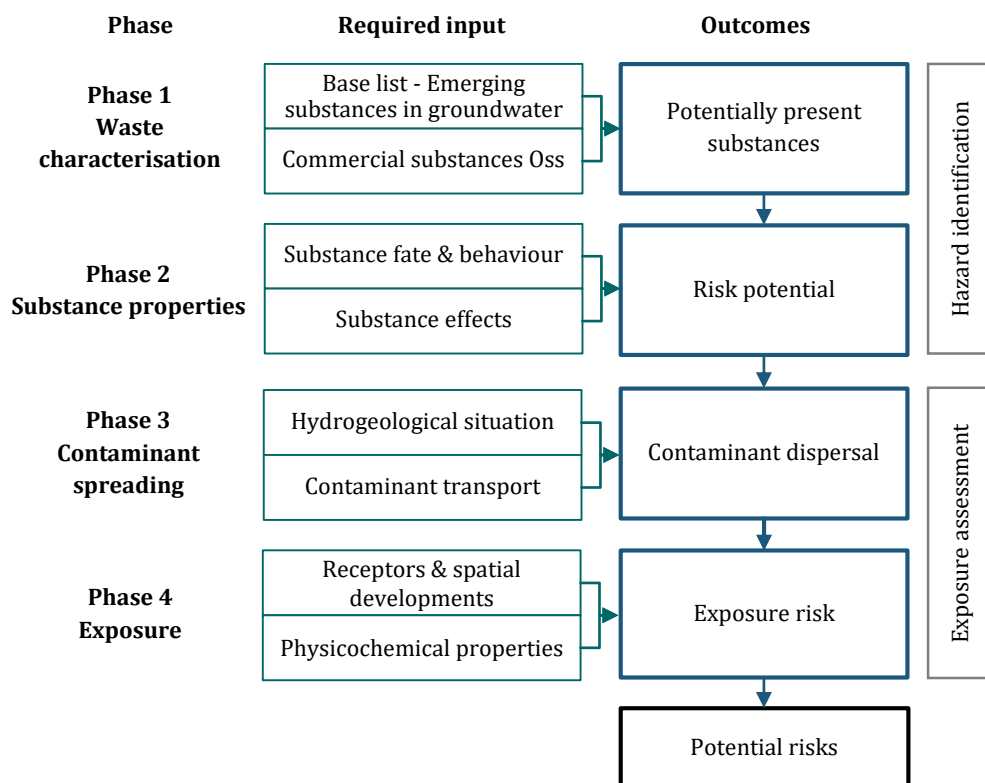 Phase
Required input
Outcomes
Phase 1
Waste
characterisation
Base list - Emerging
substances in groundwater
Commercial substances Oss
Potentially present
substances
Hazard identification
Phase 2
Substance properties
Substance fate & behaviour
Substance effects
Risk potential
Phase 3
Contaminant
spreading
Hydrogeological situation
Contaminant transport
Contaminant dispersal
Exposure assessment
Phase 4
Exposure
Receptors & spatial
developments
Physicochemical properties
Exposure risk
Potential risks